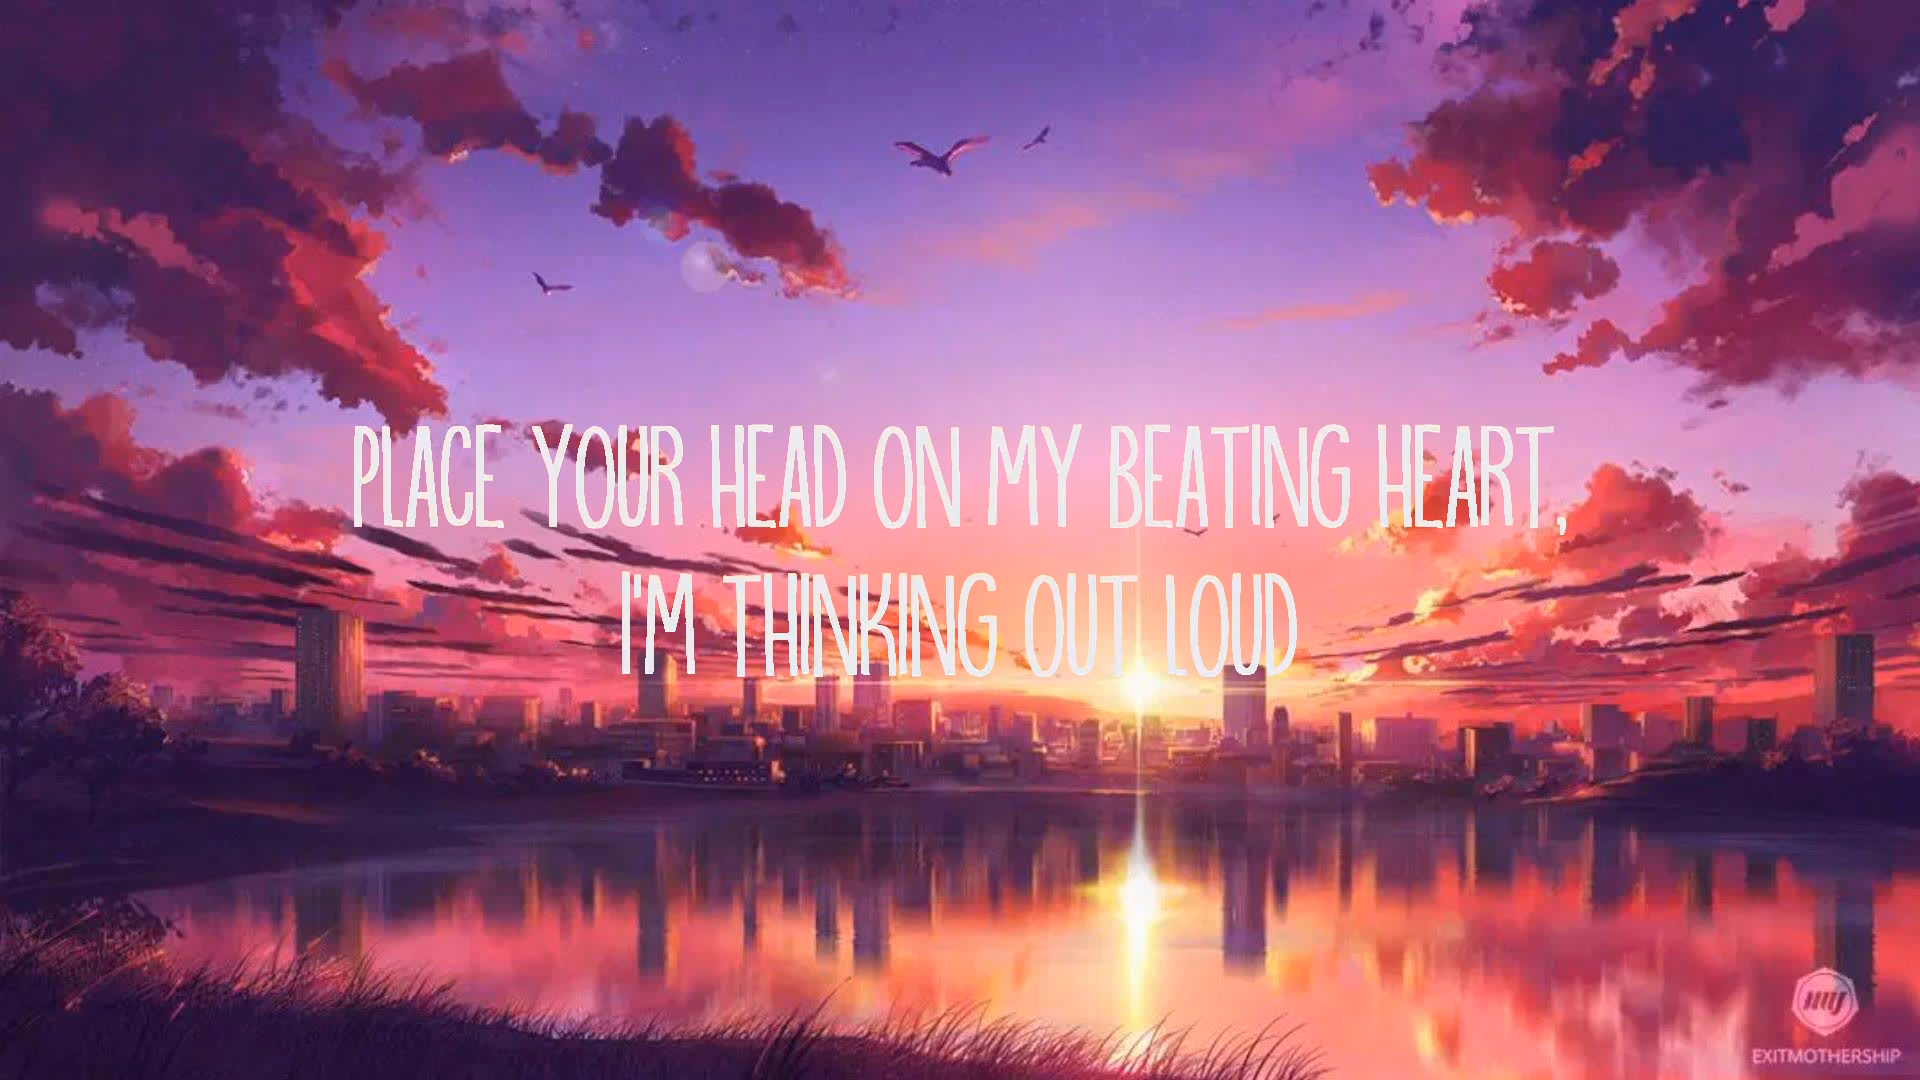 PLACE YOUR HEAD ON MY BEATING HEART,
I'M THINKING OUT LOUD
EXITMOTHERSHIP